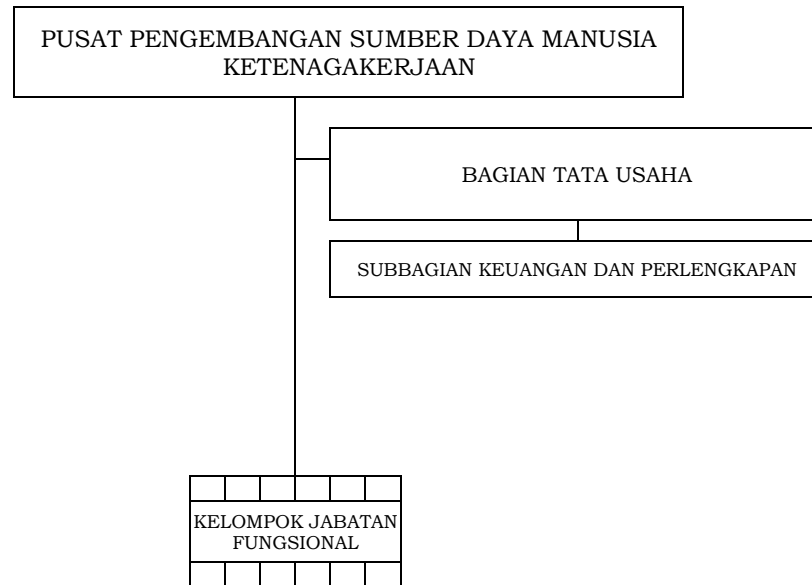 PUSAT PENGEMBANGAN SUMBER DAYA MANUSIA
KETENAGAKERJAAN
BAGIAN TATA USAHA
SUBBAGIAN KEUANGAN DAN PERLENGKAPAN
KELOMPOK JABATAN
FUNGSIONAL